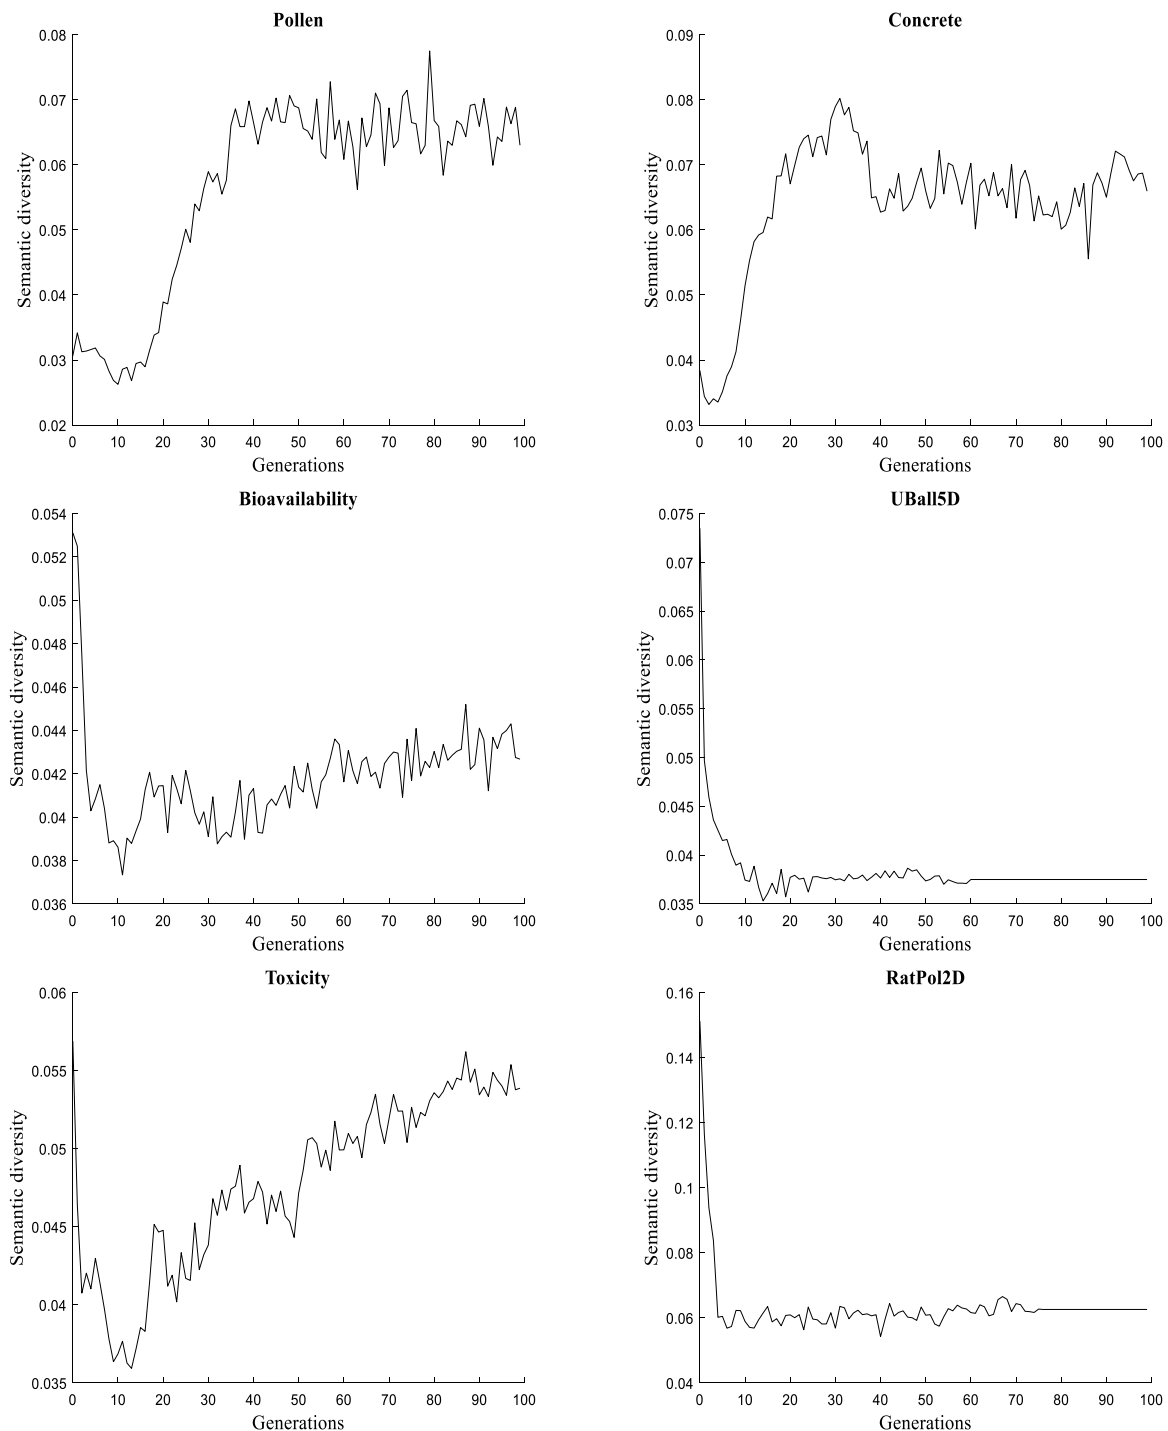 Pollen
0.08
0.07
0.06
0.05
0.04
0.03
0.02
Semantic diversity
0 10 20 30 40 50 60 70 80 90 100
Generations
Concrete
0.09
0.08
0.07
0.06
0.05
0.04
0.03
Semantic diversity
0 10 20 30 40 50 60 70 80 90 100
Generations
Bioavailability
0.054
0.052
0.05
0.048
0.046
0.044
0.042
0.04
0.038
0.036
Semantic diversity
0 10 20 30 40 50 60 70 80 90 100
Generations
UBall5D
0.075
0.07
0.065
0.06
0.055
0.05
0.045
0.04
0.035
Semantic diversity
0 10 20 30 40 50 60 70 80 90 100
Generations
Toxicity
0.06
0.055
0.05
0.045
0.04
0.035
Semantic diversity
0 10 20 30 40 50 60 70 80 90 100
Generations
RatPol2D
0.16
0.14
0.12
0.1
0.08
0.06
0.04
Semantic diversity
0 10 20 30 40 50 60 70 80 90 100
Generations